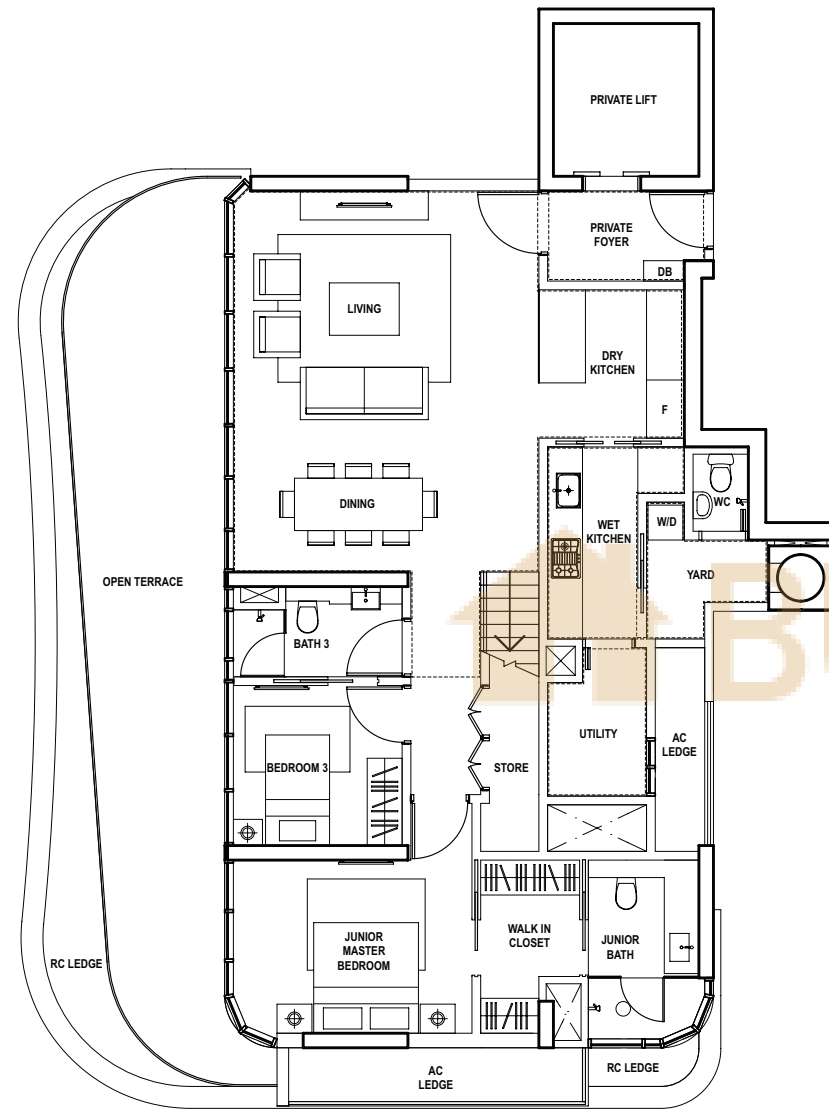 PRIVATE LIFT
PRIVATE
FOYER
DB
LIVING
DRY
KITCHEN
F
DINING
WC
W/D
WET
KITCHEN
YARD
OPEN TERRACE
BATH 3
UTILITY
AC
LEDGE
BEDROOM 3
STORE
JUNIOR
MASTER
BEDROOM
WALK IN
CLOSET
JUNIOR
BATH
RC LEDGE
RC LEDGE
AC
LEDGE